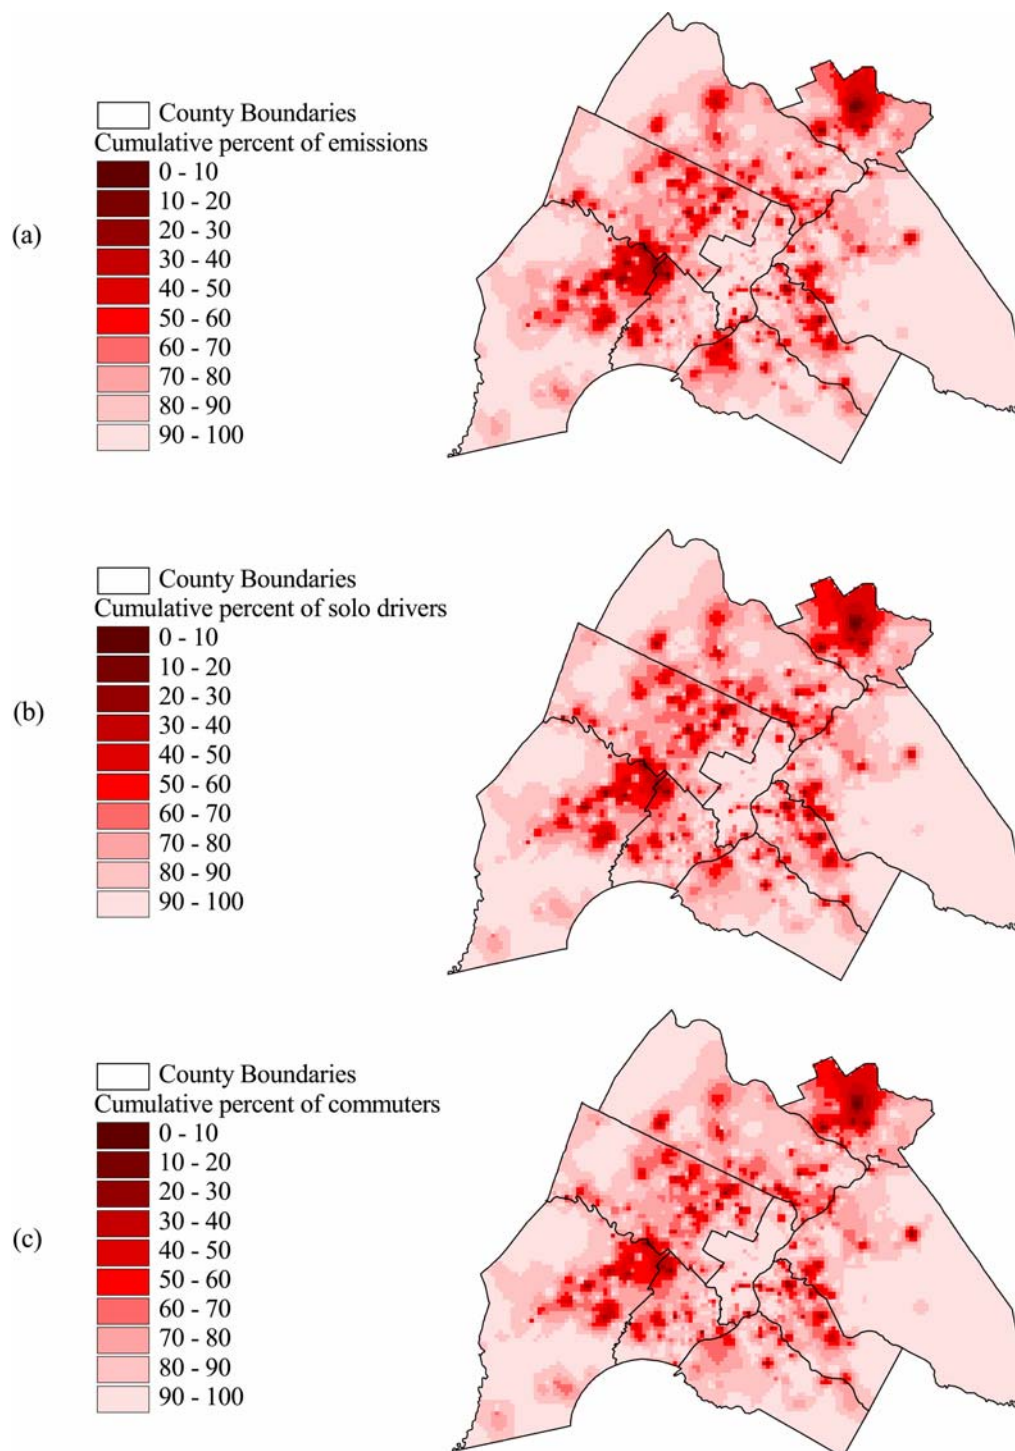 County Boundaries
Cumulative percent of emissions
0 - 10
10 - 20
20 - 30
(a)
30 - 40
40 - 50
50 - 60
60 - 70
70 - 80
80 - 90
90 - 100
County Boundaries
Cumulative percent of solo drivers
0 - 10
10 - 20
20 - 30
(b)
30 - 40
40 - 50
50 - 60
60 - 70
70 - 80
80 - 90
90 - 100
County Boundaries
Cumulative percent of commuters
0 - 10
10 - 20
20 - 30
30 - 40
(c)
40 - 50
50 - 60
60 - 70
70 - 80
80 - 90
90 - 100